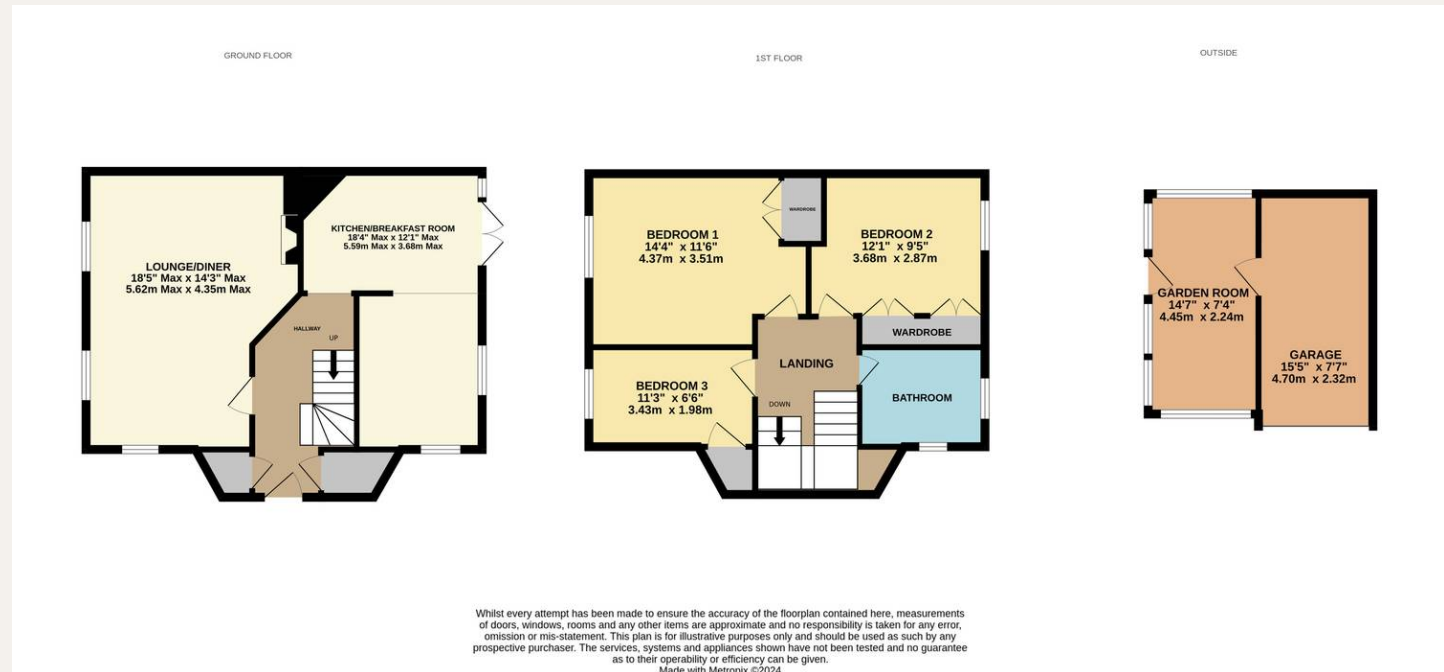 GROUND FLOOR
1ST FLOOR
OUTSIDE
LOUNGE/DINER
18'5" Max x 14'3" Max
5.62m Max x 4.35m Max
KITCHEN/BREAKFAST ROOM
18'4" Max x 12'1" Max
5.59m Max x 3.68m Max
HALLWAY
UP
BEDROOM 1
14'4" x 11'6"
4.37m x 3.51m
WARDROBE
BEDROOM 2
12'1" x 9'5"
3.68m x 2.87m
WARDROBE
LANDING
DOWN
BEDROOM 3
11'3" x 6'6"
3.43m x 1.98m
BATHROOM
GARDEN ROOM
14'7" x 7'4"
4.45m x 2.24m
GARAGE
15'5" x 7'7"
4.70m x 2.32m
Whilst every attempt has been made to ensure the accuracy of the floorplan contained here, measurements
of doors, windows, rooms and any other items are approximate and no responsibility is taken for any error,
omission or mis-statement. This plan is for illustrative purposes only and should be used as such by any
prospective purchaser. The services, systems and appliances shown have not been tested and no guarantee
as to their operability or efficiency can be given.
Made with Metropix ©2024